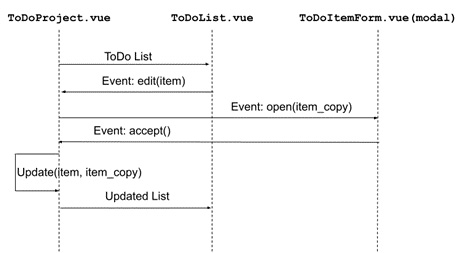 ToDoProject.vue ToDoList.vue ToDoItemForm.vue(modal)
ToDo List
Event: edit(item)
Event: open(item_copy)
Event: accept()
Update(item, item_copy)
Updated List